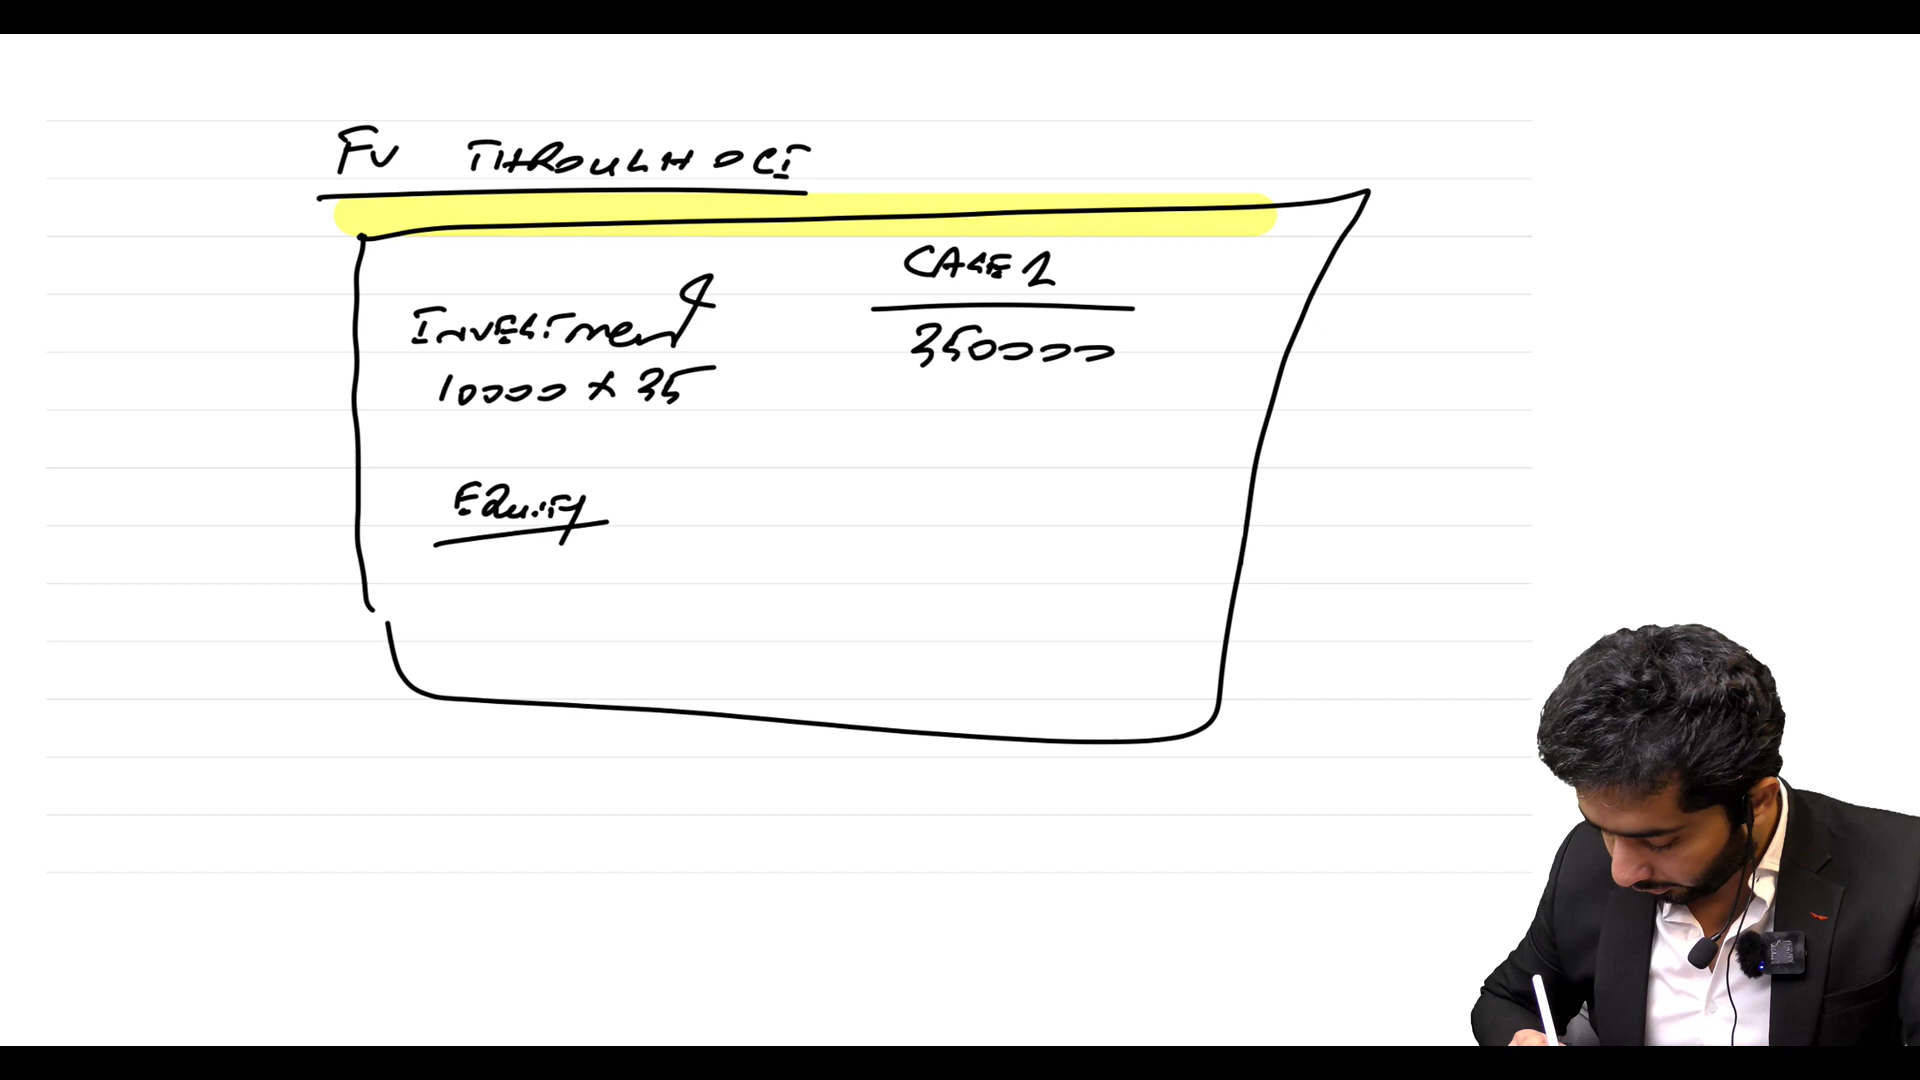 FV THROUGH OCI
CASE 1
Investment 350000
10000 x 35
Equity